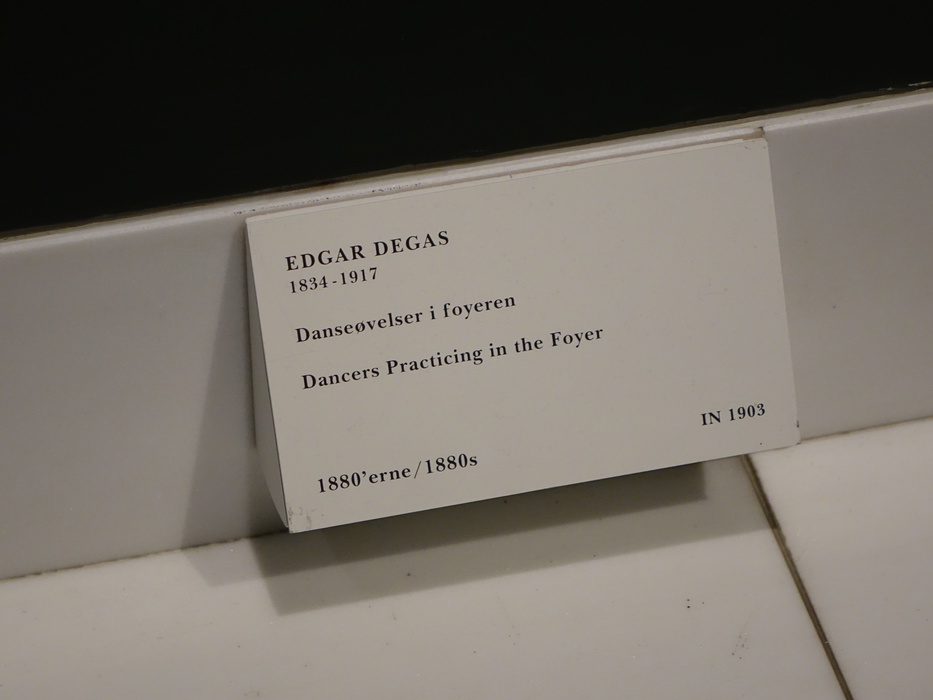 EDGAR DEGAS
1834-1917
Danseøvelser i foyeren
Dancers Practicing in the Foyer
IN 1903
1880’erne/1880s